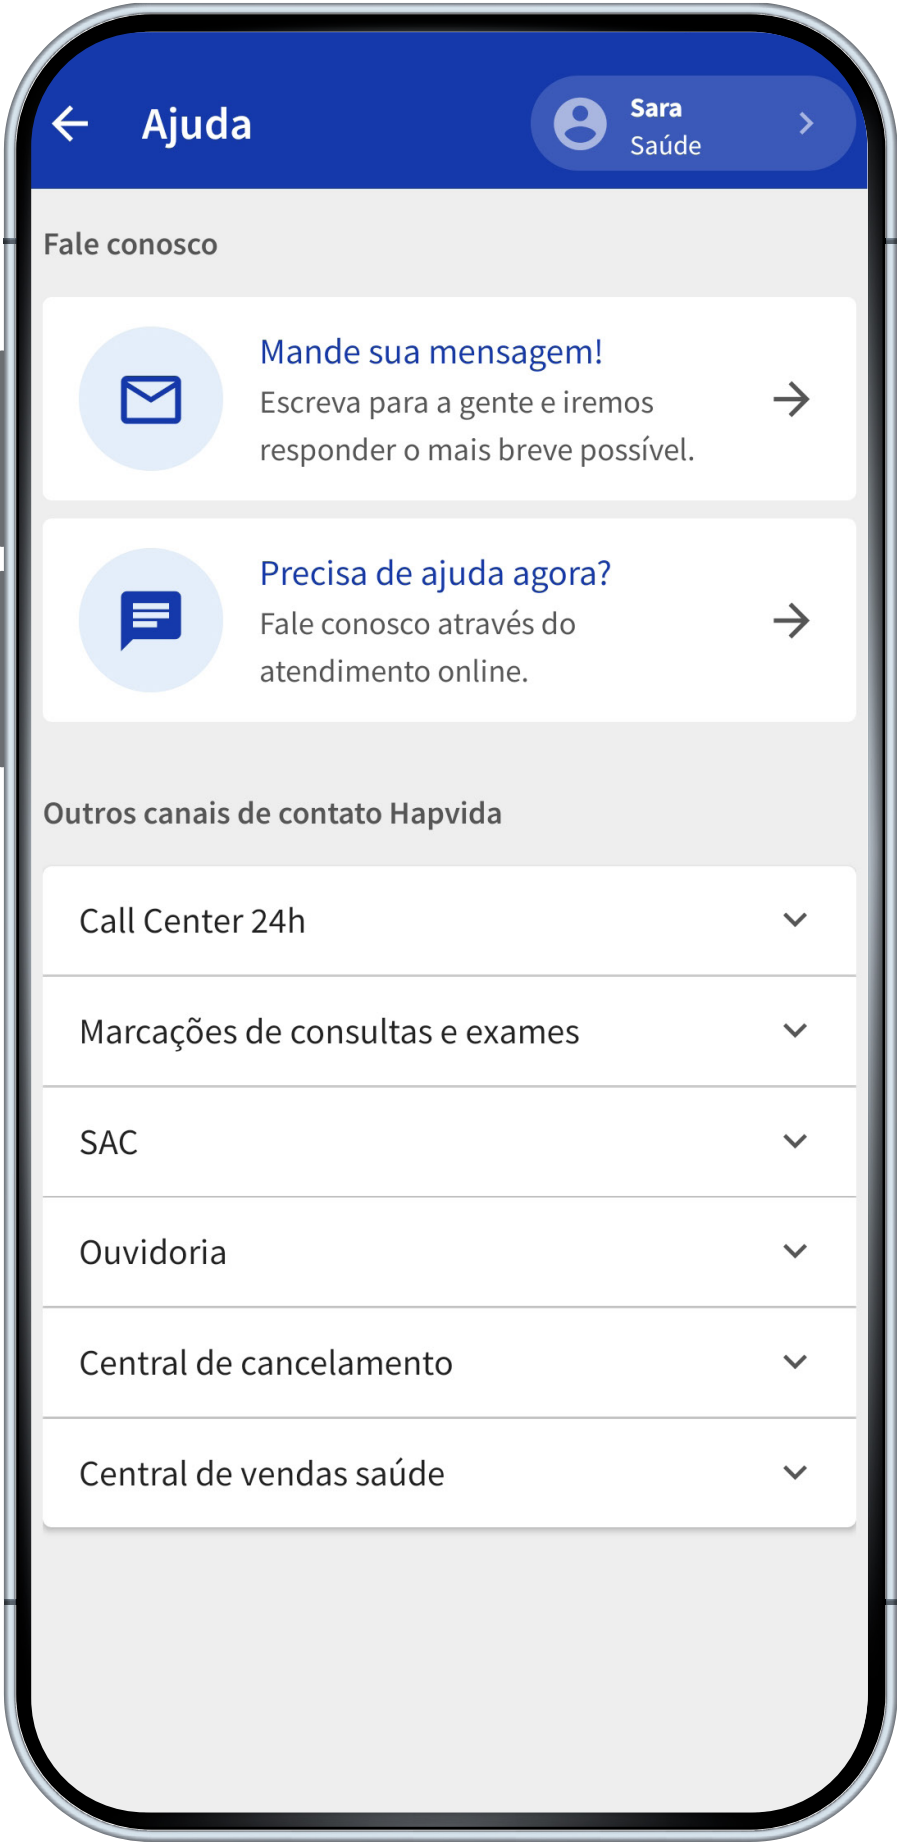 Ajuda
Sara
Saúde
Fale conosco
Mande sua mensagem!
Escreva para a gente e iremos
responder o mais breve possível.
Precisa de ajuda agora?
Fale conosco através do
atendimento online.
Outros canais de contato Hapvida
Call Center 24h
Marcações de consultas e exames
SAC
Ouvidoria
Central de cancelamento
Central de vendas saúde